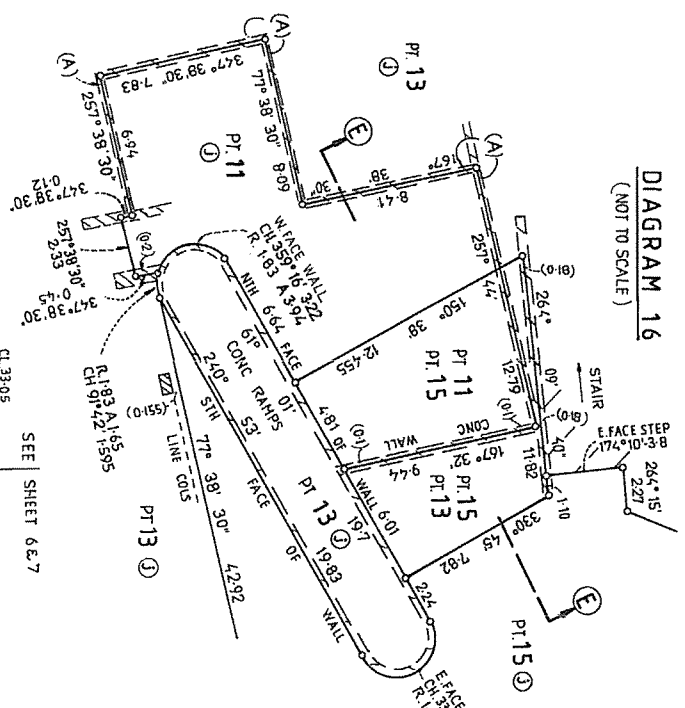 DIAGRAM 16
(NOT TO SCALE)
(A)
(A)
(A)
347° 38' 30" 7·83
77° 38' 30"
8·09
PT. 13
(J)
E
167°
38'
30"
8·41
PT. 11
(J)
257° 38' 30"
6·94
347° 38' 30"
0·12
257° 38' 30"
2·33
(0·2)
347° 38' 30"
0·45
W. FACE WALL
CH. 359° 16' 3·22
R. 1·83 A 3·94
NTH FACE OF WALL
6·64
61° 01' 19·7
4·81
6·01
2·24
CONC RAMPS
240° 53' 19·83
STH FACE OF WALL
R. 1·83 A 1·65
CH 91° 42' 1·595
(0·155)
LINE COLS
77° 38' 30" 42·92
PT 13 (J)
PT 13 (J)
257° 44' 12·79
(0·18)
264° 09' 40"
11·82
(0·18)
(0·1)
STAIR
E. FACE STEP
174° 10'-3·8
264° 15'
2·27
1·10
330° 45'
7·82
150° 38'
12·455
PT 11
PT. 15
CONC WALL
(0·1)
167° 32'
9·44
PT. 15
PT. 13
E
PT. 15 (J)
E. FACE
CH. 33
R. 1
CL 33·05
SEE SHEET 6&7